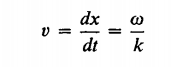 v = dx/dt = ω/k